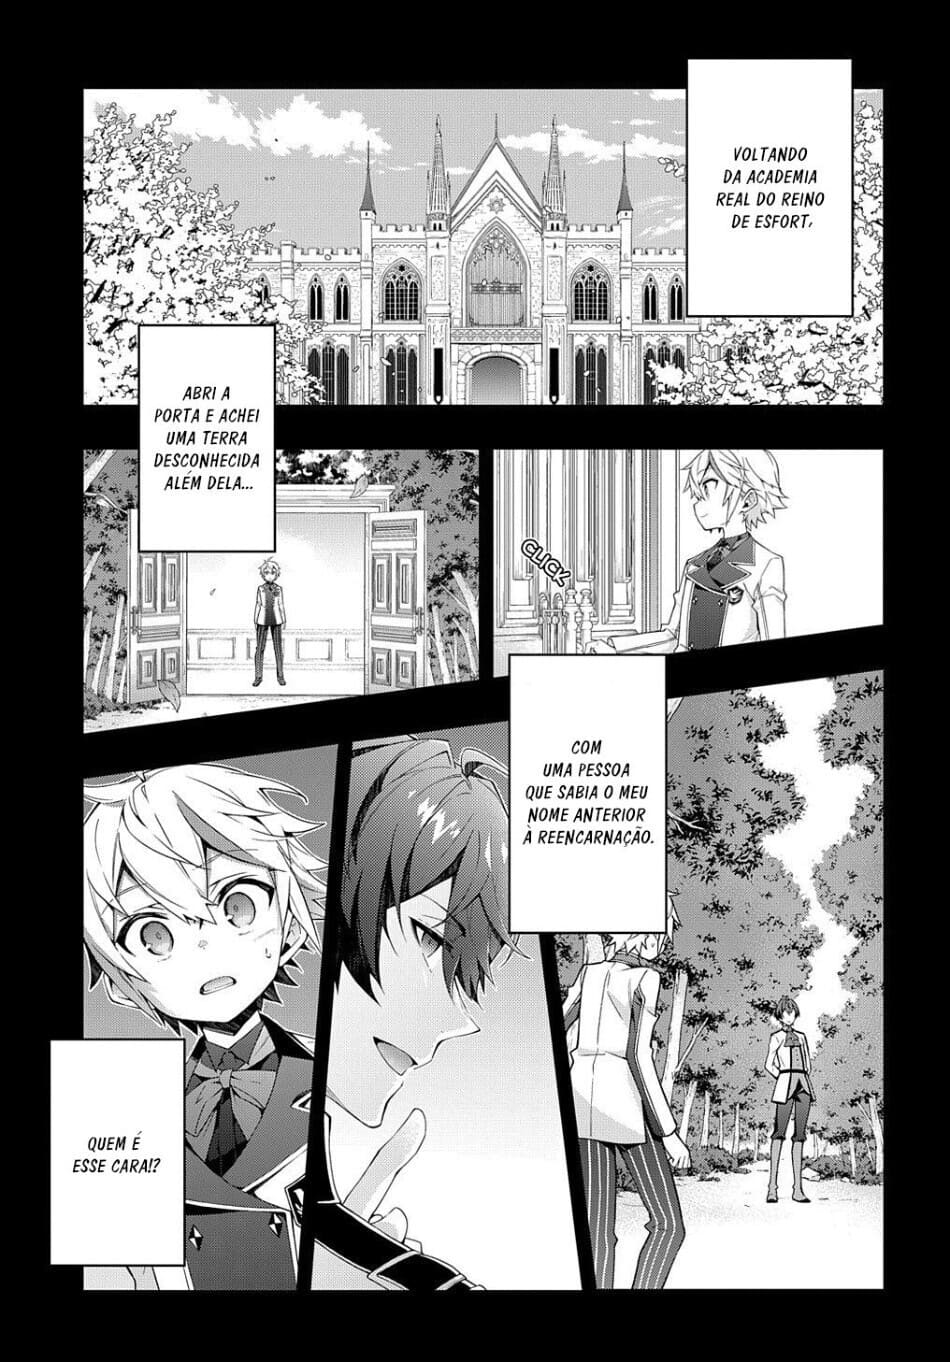 VOLTANDO
DA ACADEMIA
REAL DO REINO
DE ESFORT,
ABRI A
PORTA E ACHEI
UMA TERRA
DESCONHECIDA
ALÉM DELA...
CLICK
COM
UMA PESSOA
QUE SABIA O MEU
NOME ANTERIOR
À REENCARNAÇÃO.
QUEM É
ESSE CARA!?